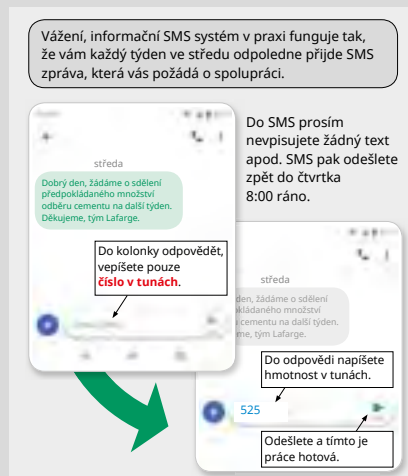 Vážení, informační SMS systém v praxi funguje tak,
že vám každý týden ve středu odpoledne přijde SMS
zpráva, která vás požádá o spolupráci.
Do SMS prosím
nevpisujete žádný text
apod. SMS pak odešlete
zpět do čtvrtka
8:00 ráno.
středa
Dobrý den, žádáme o sdělení
předpokládaného množství
odběru cementu na další týden.
Děkujeme, tým Lafarge.
Do kolonky odpovědět,
vepíšete pouze
číslo v tunách.
středa
den, žádáme o sdělení
kládaného množství
cementu na další týden.
me, tým Lafarge.
Do odpovědi napíšete
hmotnost v tunách.
525
Odešlete a tímto je
práce hotová.